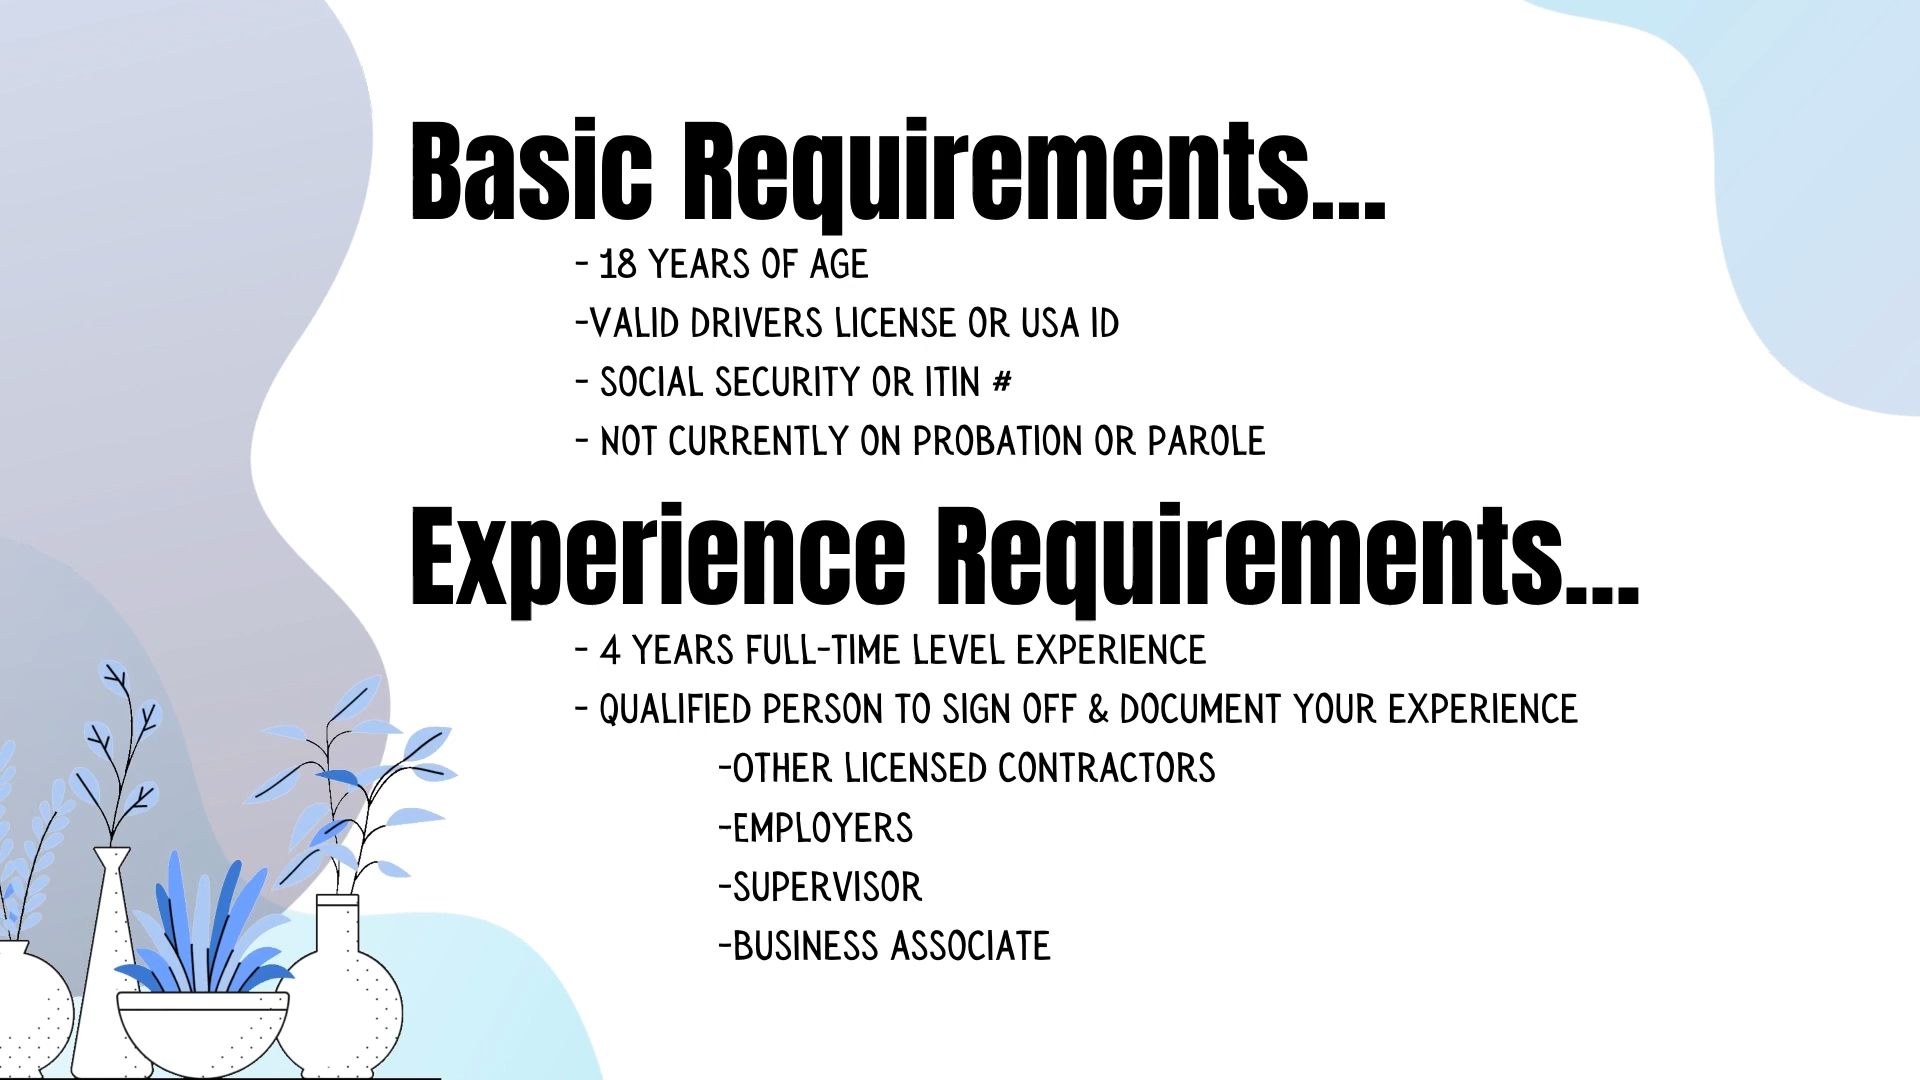 Basic Requirements...
- 18 YEARS OF AGE
-VALID DRIVERS LICENSE OR USA ID
- SOCIAL SECURITY OR ITIN #
- NOT CURRENTLY ON PROBATION OR PAROLE
Experience Requirements...
- 4 YEARS FULL-TIME LEVEL EXPERIENCE
- QUALIFIED PERSON TO SIGN OFF & DOCUMENT YOUR EXPERIENCE
-OTHER LICENSED CONTRACTORS
-EMPLOYERS
-SUPERVISOR
-BUSINESS ASSOCIATE